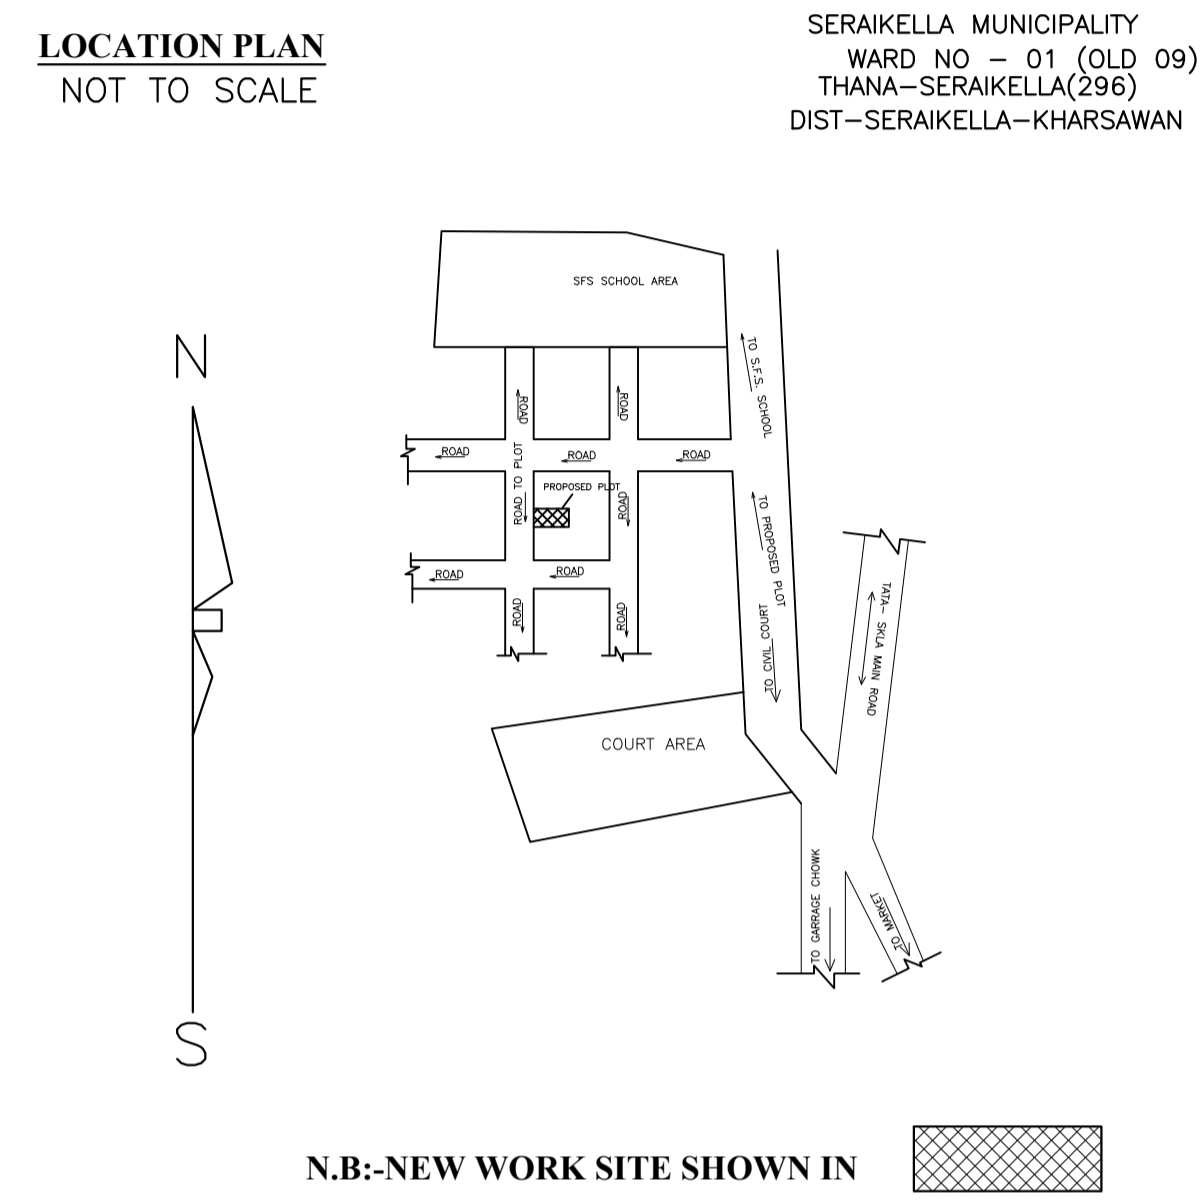 LOCATION PLAN
NOT TO SCALE
SERAIKELLA MUNICIPALITY
WARD NO - 01 (OLD 09)
THANA-SERAIKELLA(296)
DIST-SERAIKELLA-KHARSAWAN
SFS SCHOOL AREA
N
TO S.F.S. SCHOOL
ROAD
ROAD
ROAD
ROAD
ROAD
ROAD TO PLOT
PROPOSED PLOT
ROAD
TO PROPOSED PLOT
ROAD
ROAD
ROAD
ROAD
TO CIVIL COURT
TATA- SKLA MAIN ROAD
COURT AREA
TO GARRAGE CHOWK
TO MARKET
S
N.B:-NEW WORK SITE SHOWN IN